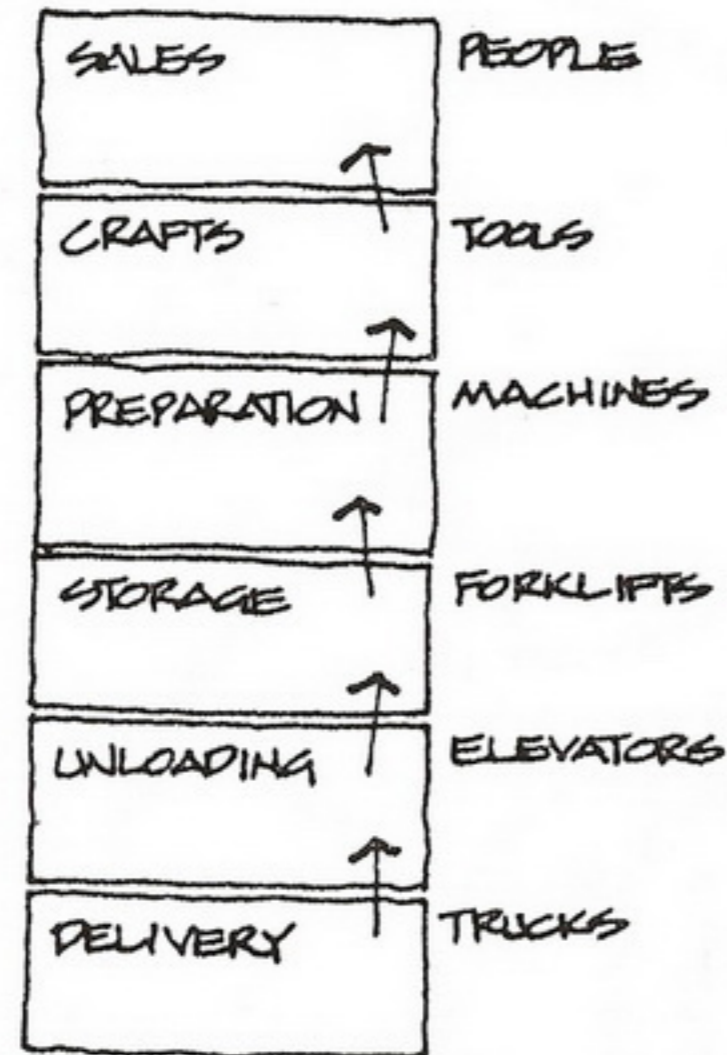 SALES PEOPLE
CRAFTS TOOLS
PREPARATION MACHINES
STORAGE FORKLIFTS
UNLOADING ELEVATORS
DELIVERY TRUCKS